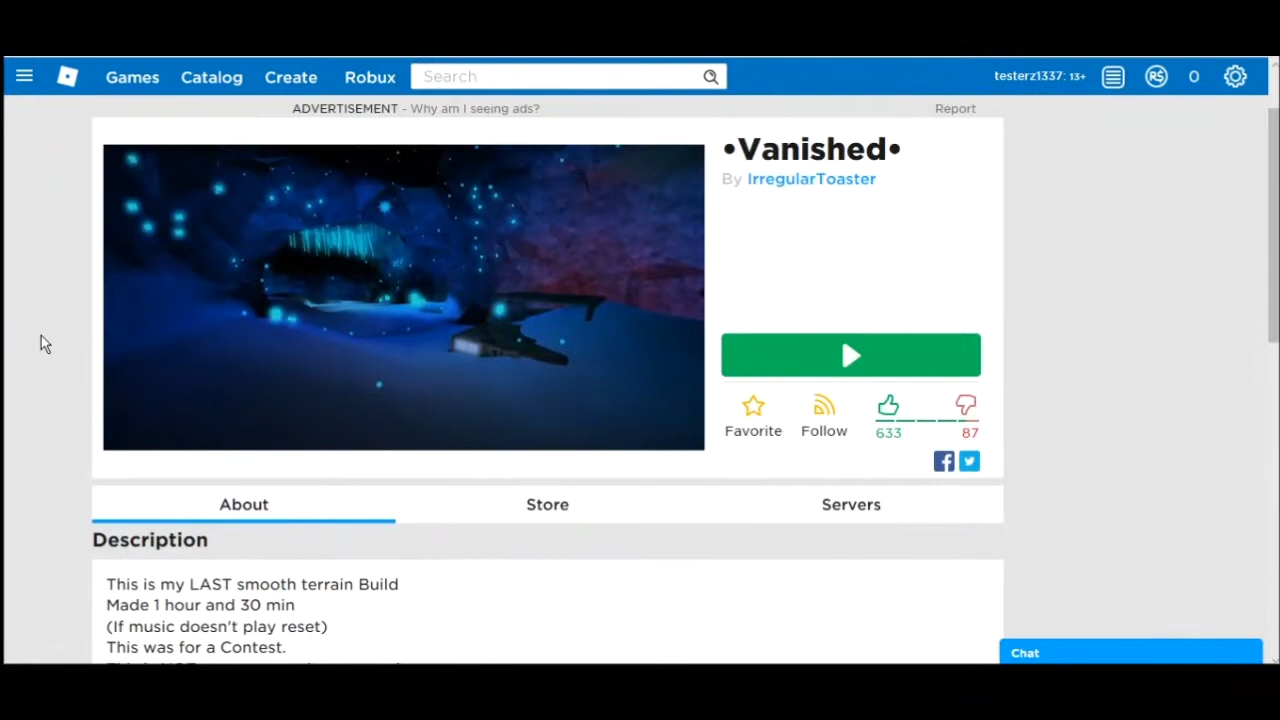 Games Catalog Create Robux Search testerz1337: 13+ R$ 0
ADVERTISEMENT - Why am I seeing ads? Report
•Vanished•
By IrregularToaster
Favorite Follow 633 87
About Store Servers
Description
This is my LAST smooth terrain Build
Made 1 hour and 30 min
(If music doesn't play reset)
This was for a Contest.
Chat